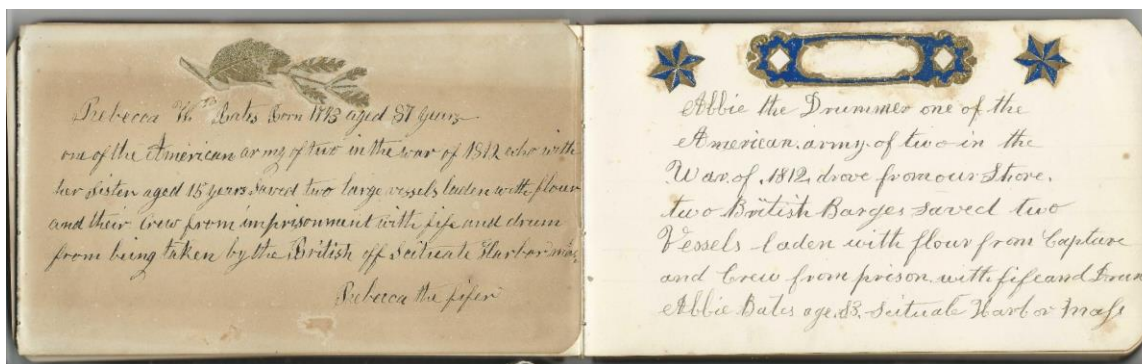 Rebecca W. Bates Born 1793 aged 87 years
one of the American army of two in the war of 1812 who with
her sister aged 15 years saved two large vessels laden with flour
and their crew from imprisonment with fife and drum
from being taken by the British off Scituate Harbor Mass
Rebecca the fifer
Abbie the Drummer one of the
American army of two in the
War of 1812, drove from our Shore,
two British Barges saved two
Vessels laden with flour from Capture
and Crew from prison with fife and Drum
Abbie Bates age 83. Scituate Harbor Mass